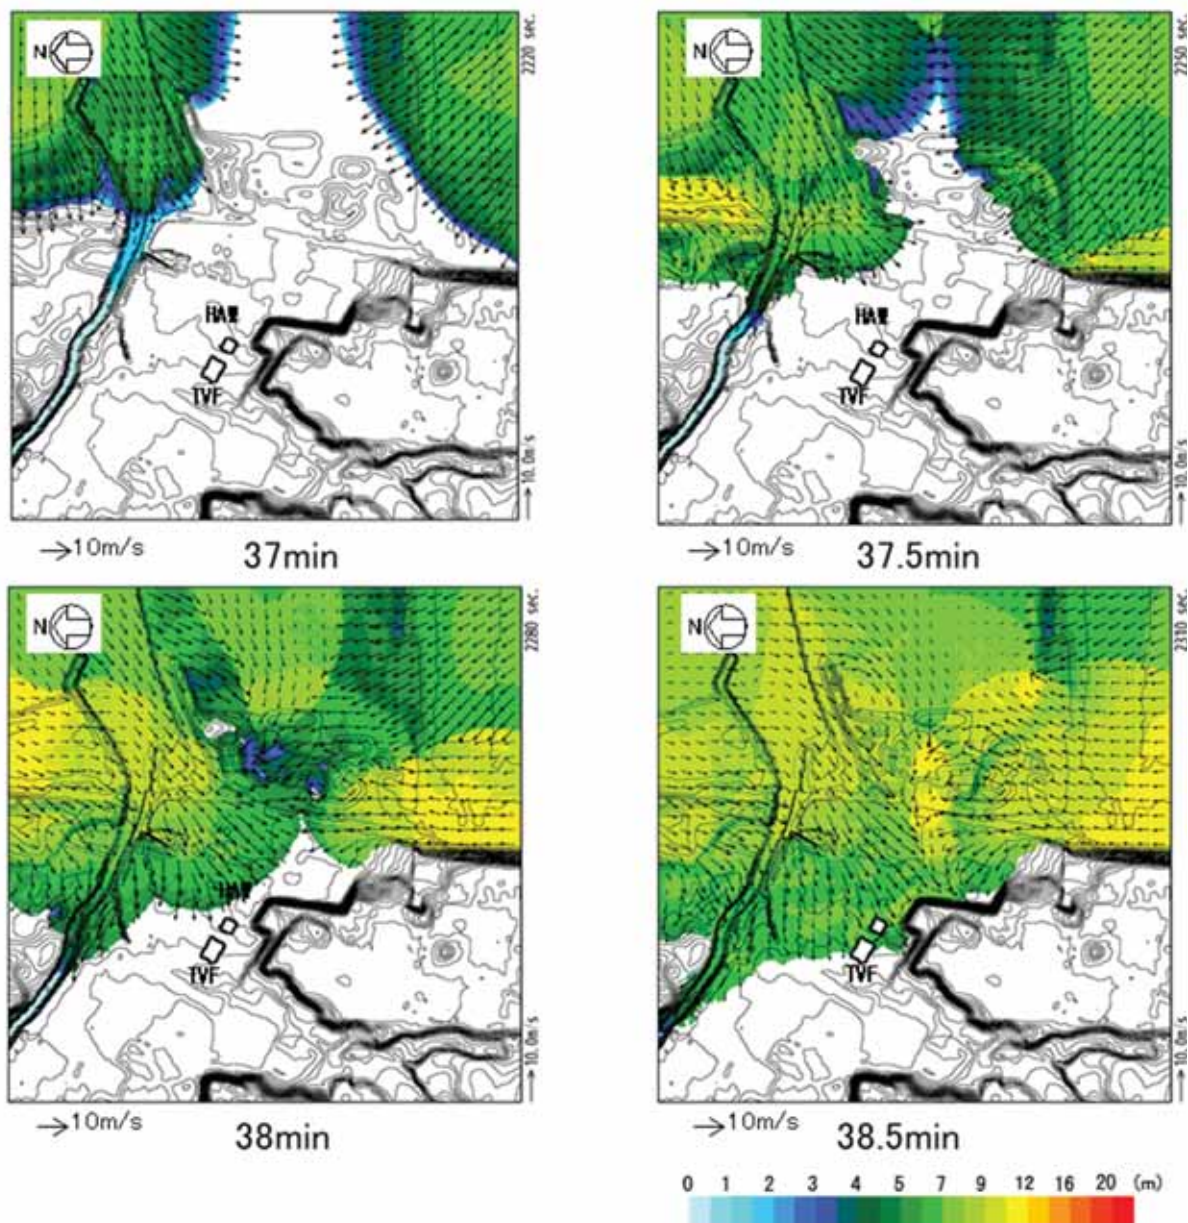 N
2220 sec.
HAW
TVF
10.0m/s
10m/s
37min
N
2250 sec.
HAW
TVF
10.0m/s
10m/s
37.5min
N
2280 sec.
HAW
TVF
10.0m/s
10m/s
38min
N
2310 sec.
TVF
10.0m/s
10m/s
38.5min
0 1 2 3 4 5 7 9 12 16 20 (m)